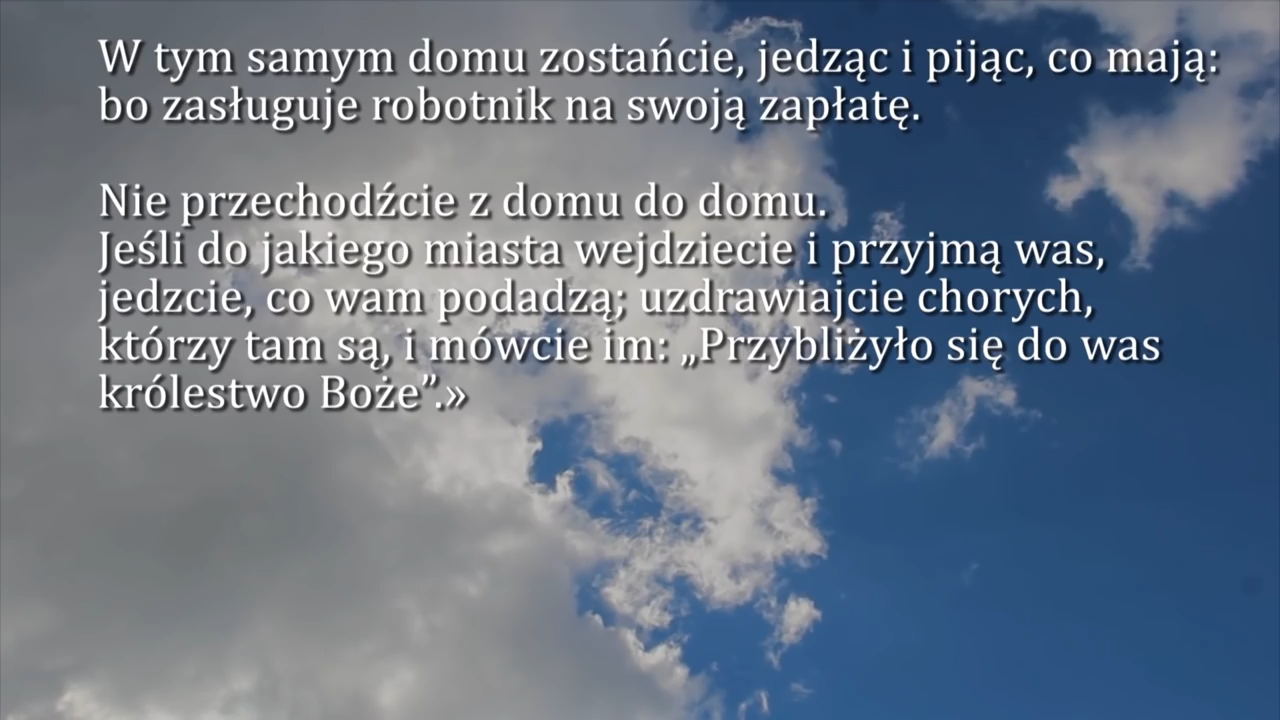 W tym samym domu zostańcie, jedząc i pijąc, co mają:
bo zasługuje robotnik na swoją zapłatę.
Nie przechodźcie z domu do domu.
Jeśli do jakiego miasta wejdziecie i przyjmą was,
jedzcie, co wam podadzą; uzdrawiajcie chorych,
którzy tam są, i mówcie im: „Przybliżyło się do was
królestwo Boże”.»